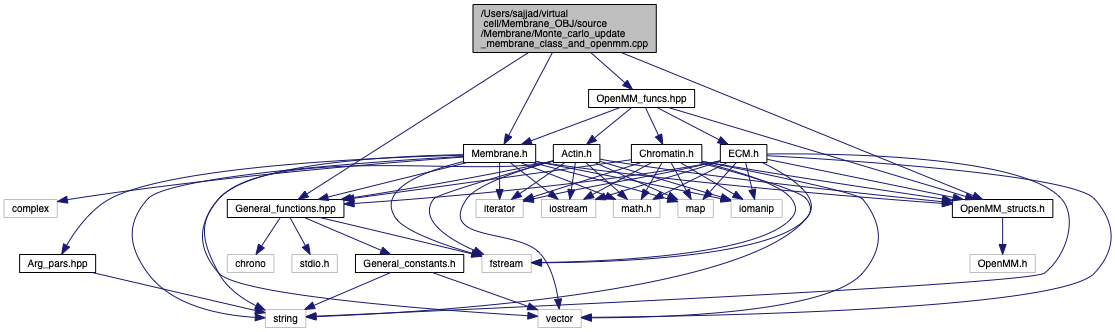 /Users/sajjad/virtual
cell/Membrane_OBJ/source
/Membrane/Monte_carlo_update
_membrane_class_and_openmm.cpp
OpenMM_funcs.hpp
Membrane.h
Actin.h
Chromatin.h
ECM.h
complex
General_functions.hpp
iterator
iostream
math.h
map
iomanip
OpenMM_structs.h
Arg_pars.hpp
chrono
stdio.h
General_constants.h
fstream
OpenMM.h
string
vector